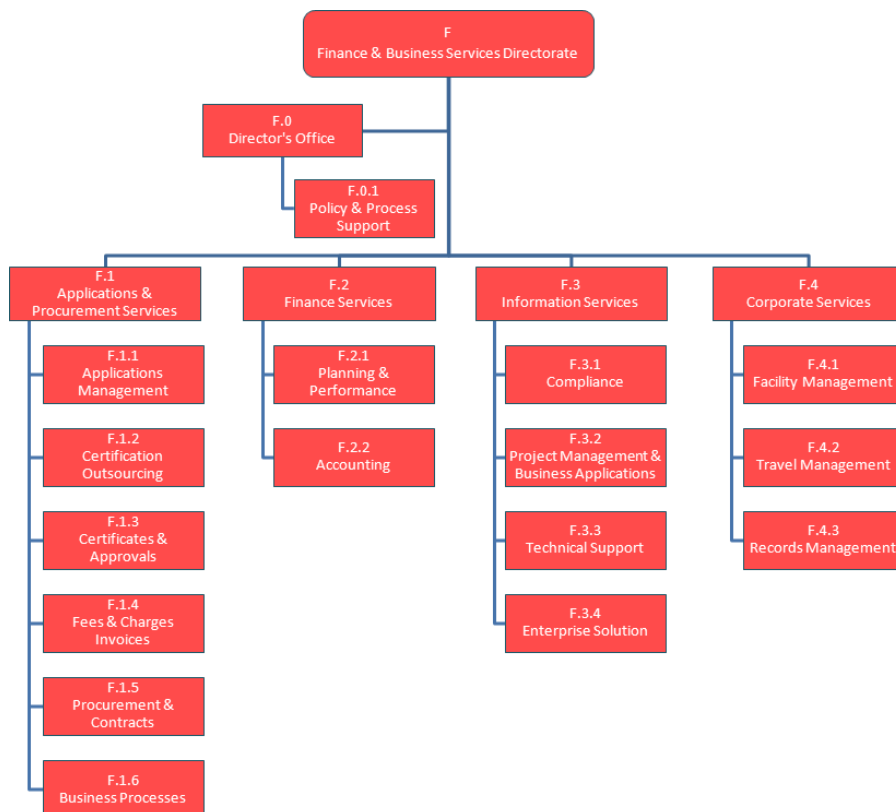 F
Finance & Business Services Directorate
F.0
Director's Office
F.0.1
Policy & Process
Support
F.1
Applications &
Procurement Services
F.2
Finance Services
F.3
Information Services
F.4
Corporate Services
F.1.1
Applications
Management
F.2.1
Planning &
Performance
F.3.1
Compliance
F.4.1
Facility Management
F.1.2
Certification
Outsourcing
F.2.2
Accounting
F.3.2
Project Management &
Business Applications
F.4.2
Travel Management
F.1.3
Certificates &
Approvals
F.3.3
Technical Support
F.4.3
Records Management
F.1.4
Fees & Charges
Invoices
F.3.4
Enterprise Solution
F.1.5
Procurement &
Contracts
F.1.6
Business Processes